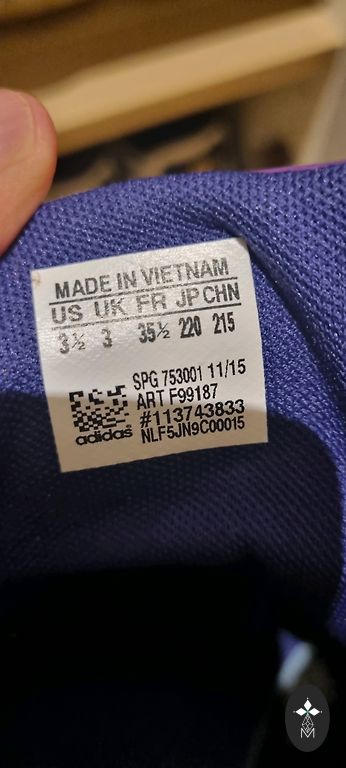 MADE IN VIETNAM
US UK FR JP CHN
3½ 3 35½ 220 215
SPG 753001 11/15
ART F99187
#113743833
adidas NLF5JN9C00015
M